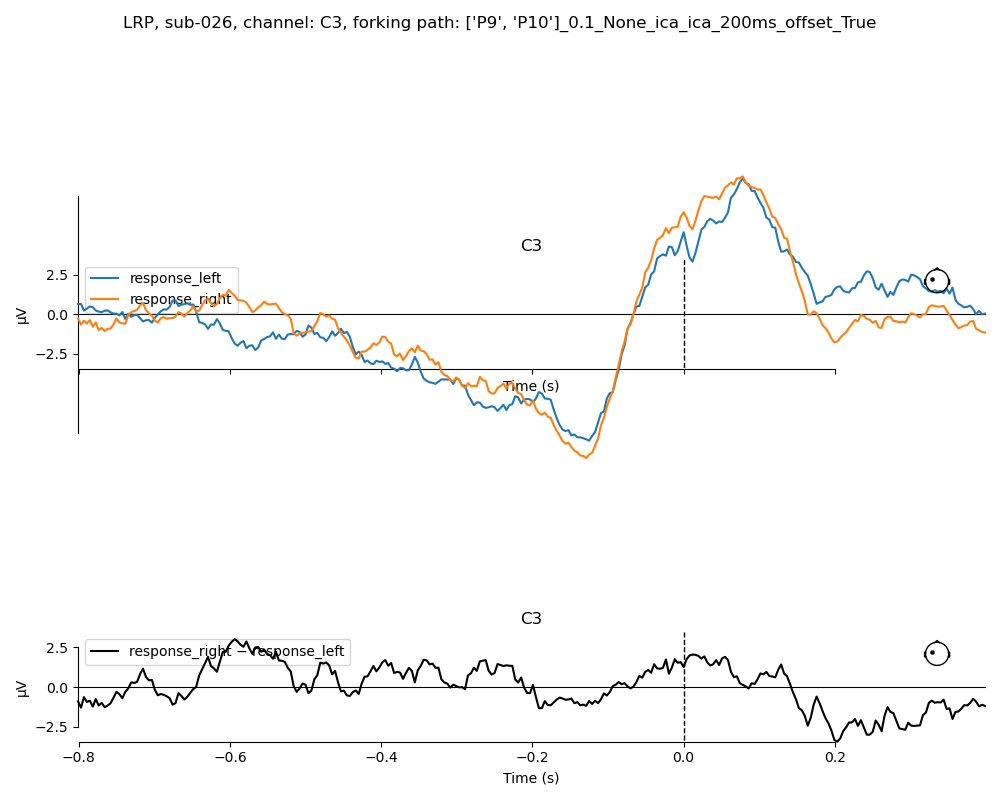 LRP, sub-026, channel: C3, forking path: ['P9', 'P10']_0.1_None_ica_ica_200ms_offset_True
C3
response_left
response_right
2.5
0.0
−2.5
µV
Time (s)
C3
response_right − response_left
2.5
0.0
−2.5
µV
−0.8
−0.6
−0.4
−0.2
0.0
0.2
Time (s)